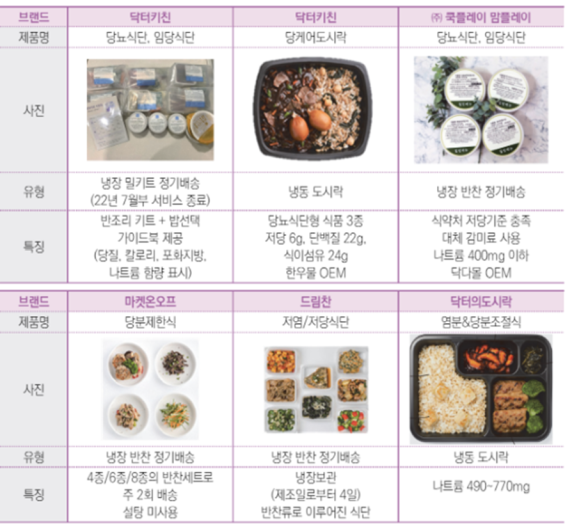 브랜드 닥터키친 닥터키친 ㈜ 쿡플레이 맘플레이
제품명 당뇨식단, 임당식단 당케어도시락 당뇨식단, 임당식단
사진
유형 냉장 밀키트 정기배송 냉동 도시락 냉장 반찬 정기배송
(22년 7월부 서비스 종료)
특징 반조리 키트 + 밥선택 당뇨식단형 식품 3종 식약처 저당기준 충족
가이드북 제공 저당 6g, 단백질 22g, 대체 감미료 사용
(당질, 칼로리, 포화지방, 식이섬유 24g 나트륨 400mg 이하
나트륨 함량 표시) 한우물 OEM 닥다몰 OEM
브랜드 마켓온오프 드림찬 닥터의도시락
제품명 당분제한식 저염/저당식단 염분&당분조절식
사진
유형 냉장 반찬 정기배송 냉장 반찬 정기배송 냉동 도시락
특징 4종/6종/8종의 반찬세트로 냉장보관 나트륨 490~770mg
주 2회 배송 (제조일로부터 4일)
설탕 미사용 반찬류로 이루어진 식단